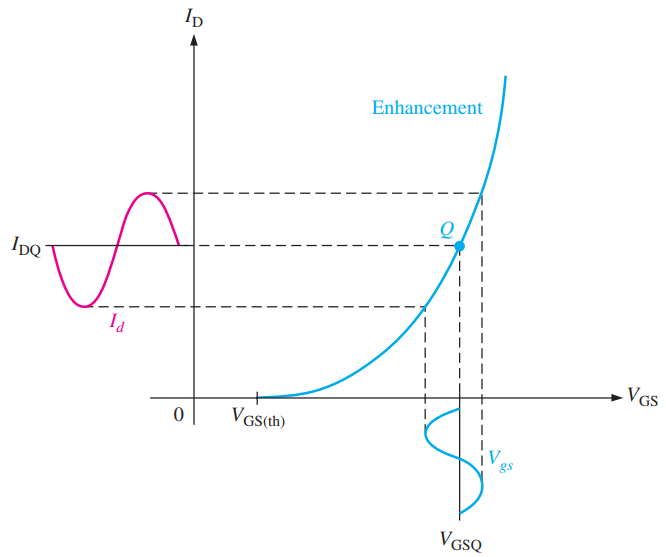 I_D
Enhancement
Q
I_DQ
I_d
0
V_GS(th)
V_GS
V_gs
V_GSQ